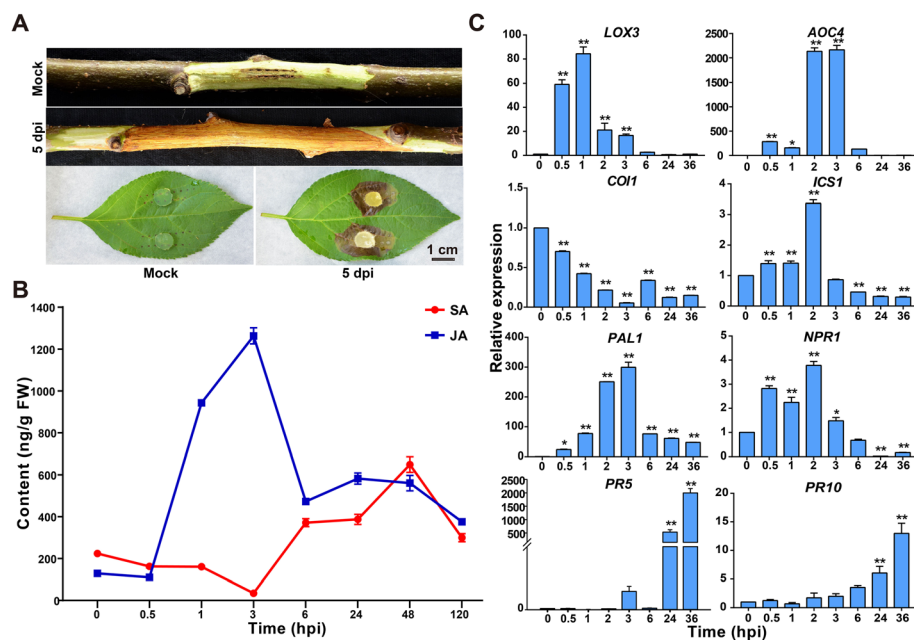 A
Mock
5 dpi
Mock
5 dpi
1 cm
B
SA
JA
Content (ng/g FW)
1400
1200
1000
800
600
400
200
0
0 0.5 1 3 6 24 48 120
Time (hpi)
C
Relative expression
LOX3
100
80
60
40
20
0
** ** ** **
0 0.5 1 2 3 6 24 36
AOC4
2500
2000
1500
1000
500
0
** * ** **
0 0.5 1 2 3 6 24 36
COI1
1.5
1.0
0.5
0.0
** ** ** ** ** ** **
0 0.5 1 2 3 6 24 36
ICS1
4
3
2
1
0
** ** ** ** ** **
0 0.5 1 2 3 6 24 36
PAL1
400
300
200
100
0
* ** ** ** ** ** **
0 0.5 1 2 3 6 24 36
NPR1
5
4
3
2
1
0
** ** ** * ** **
0 0.5 1 2 3 6 24 36
PR5
2500
2000
1500
1000
500
0
** **
0 0.5 1 2 3 6 24 36
PR10
20
15
10
5
0
** **
0 0.5 1 2 3 6 24 36
Time (hpi)